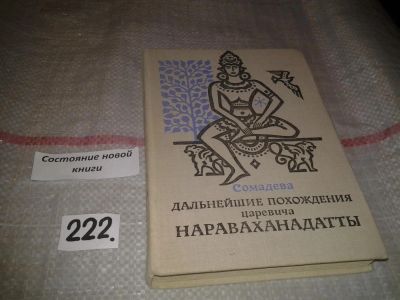 Состояние новой
книги
222.
Сомадева
ДАЛЬНЕЙШИЕ ПОХОЖДЕНИЯ
царевича
НАРАВАХАНАДАТТЫ